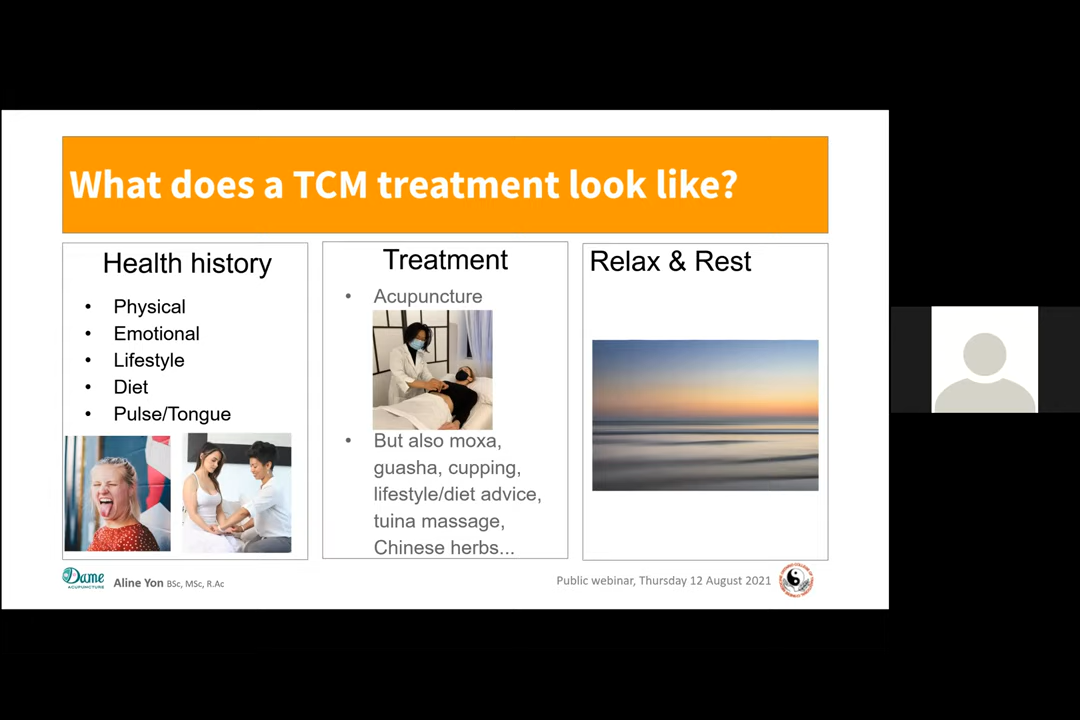 What does a TCM treatment look like?
Health history
• Physical
• Emotional
• Lifestyle
• Diet
• Pulse/Tongue
Treatment
• Acupuncture
• But also moxa,
guasha, cupping,
lifestyle/diet advice,
tuina massage,
Chinese herbs...
Relax & Rest
Dame
ACUPUNCTURE
Aline Yon BSc, MSc, R.Ac
Public webinar, Thursday 12 August 2021